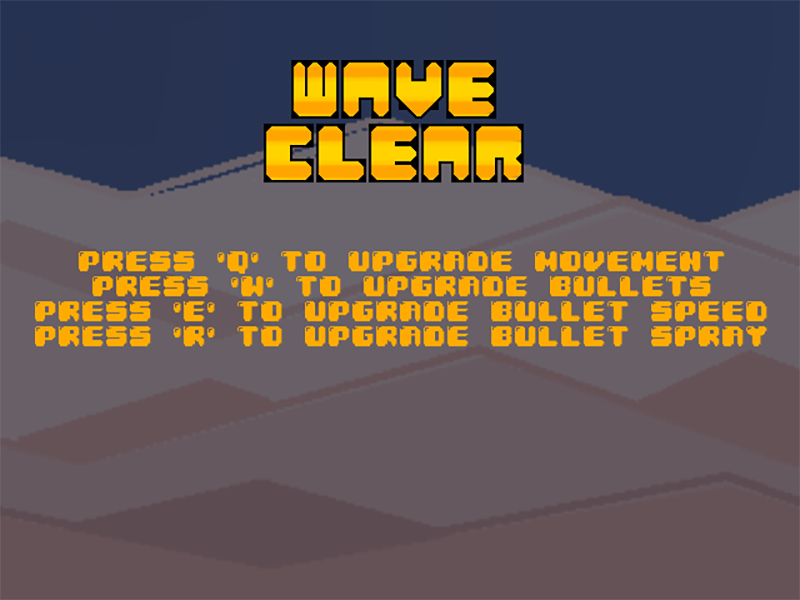 WAVE
CLEAR
PRESS 'Q' TO UPGRADE MOVEMENT
PRESS 'W' TO UPGRADE BULLETS
PRESS 'E' TO UPGRADE BULLET SPEED
PRESS 'R' TO UPGRADE BULLET SPRAY